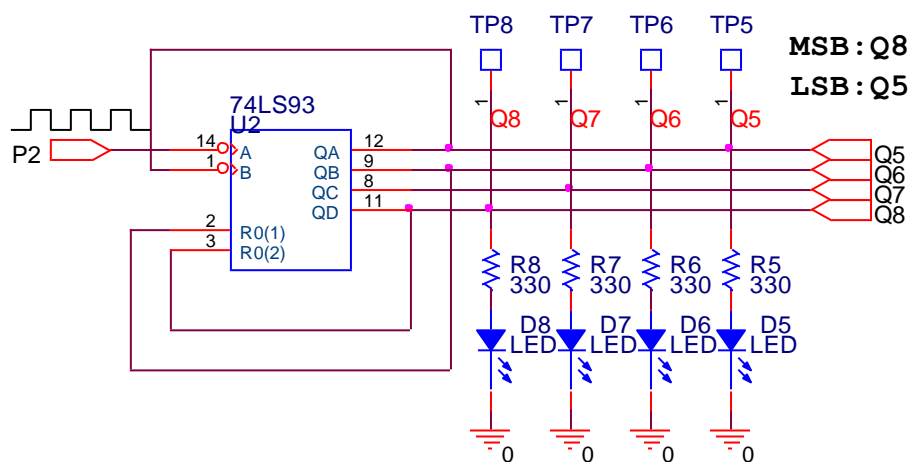 TP8 TP7 TP6 TP5
MSB:Q8
LSB:Q5
1 1 1 1
Q8 Q7 Q6 Q5
74LS93
U2
P2
14 A QA 12 Q5
1 B QB 9 Q6
QC 8 Q7
QD 11 Q8
2 R0(1)
3 R0(2)
R8 R7 R6 R5
330 330 330 330
D8 D7 D6 D5
LED LED LED LED
0 0 0 0